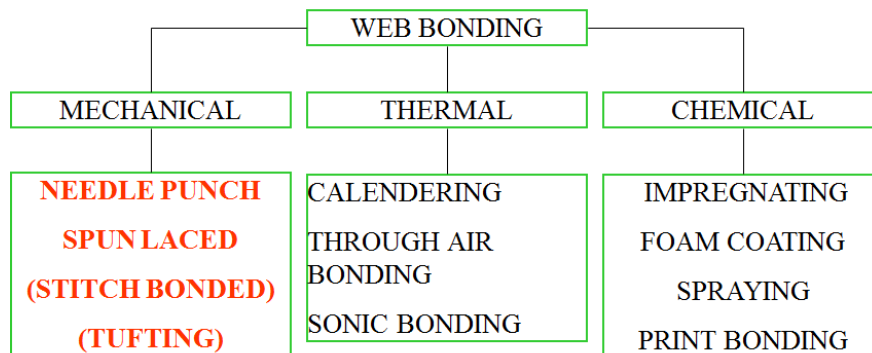 WEB BONDING
MECHANICAL
THERMAL
CHEMICAL
NEEDLE PUNCH
SPUN LACED
(STITCH BONDED)
(TUFTING)
CALENDERING
THROUGH AIR
BONDING
SONIC BONDING
IMPREGNATING
FOAM COATING
SPRAYING
PRINT BONDING